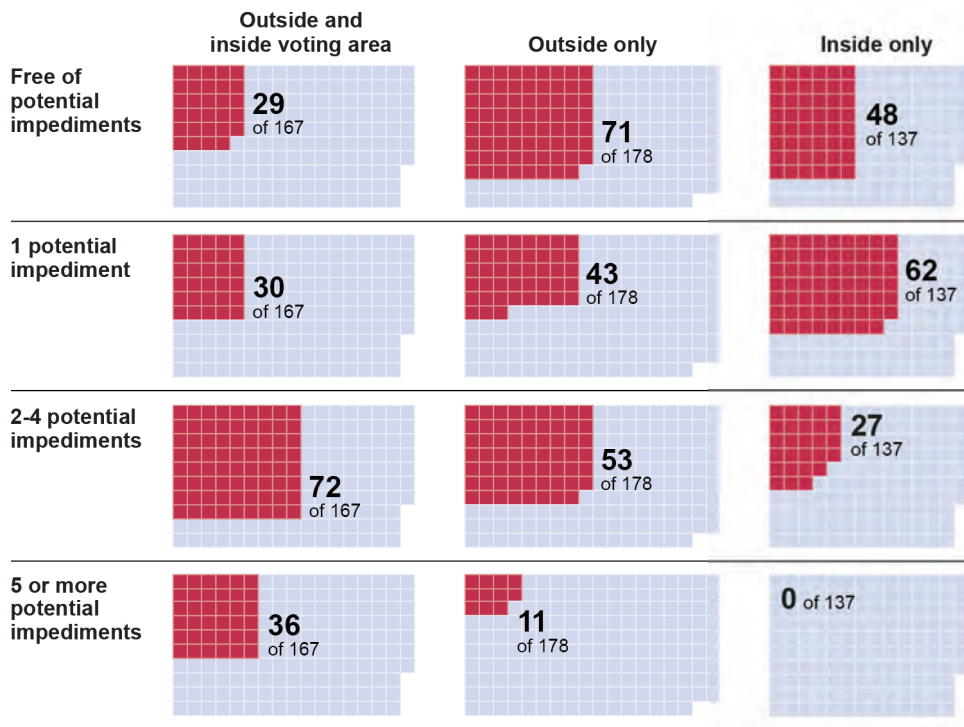 Outside and
inside voting area
Outside only
Inside only
Free of
potential
impediments
29
of 167
71
of 178
48
of 137
1 potential
impediment
30
of 167
43
of 178
62
of 137
2-4 potential
impediments
72
of 167
53
of 178
27
of 137
5 or more
potential
impediments
36
of 167
11
of 178
0 of 137